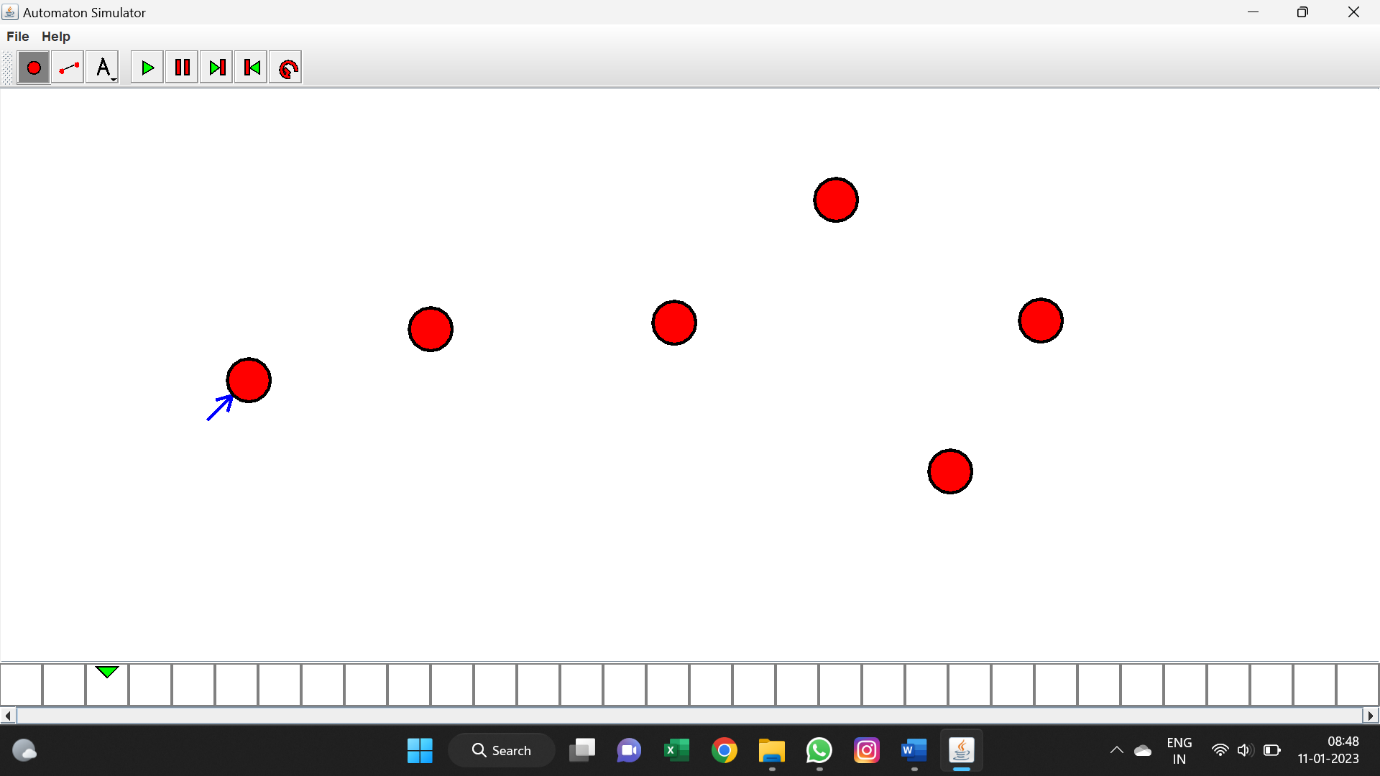 Automaton Simulator
File Help
A
Search
ENG
IN
08:48
11-01-2023